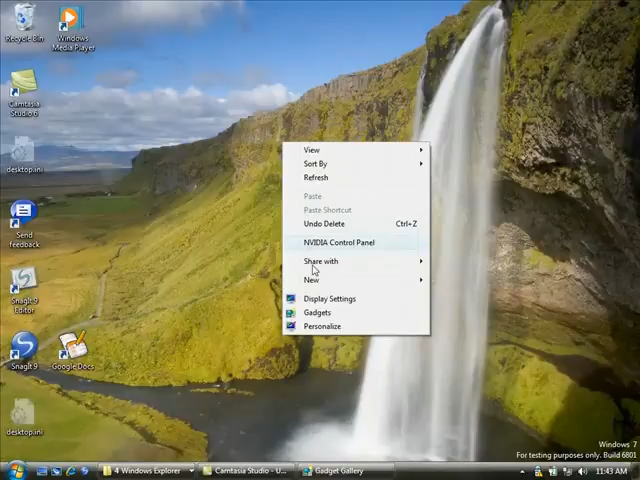 Recycle Bin
Windows
Media Player
Camtasia
Studio 6
desktop.ini
Send
feedback
SnagIt 9
Editor
SnagIt 9
Google Docs
desktop.ini
View
Sort By
Refresh
Paste
Paste Shortcut
Undo Delete Ctrl+Z
NVIDIA Control Panel
Share with
New
Display Settings
Gadgets
Personalize
Windows 7
For testing purposes only. Build 6801
4 Windows Explorer
Camtasia Studio - U...
Gadget Gallery
11:43 AM